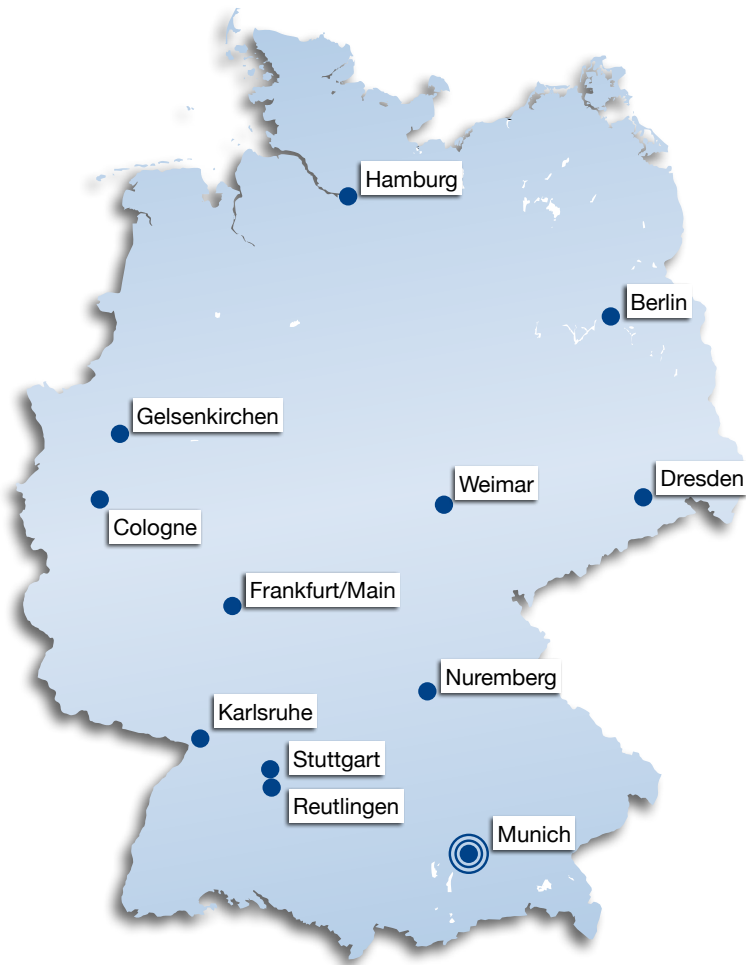 Hamburg
Berlin
Gelsenkirchen
Weimar
Dresden
Cologne
Frankfurt/Main
Nuremberg
Karlsruhe
Stuttgart
Reutlingen
Munich